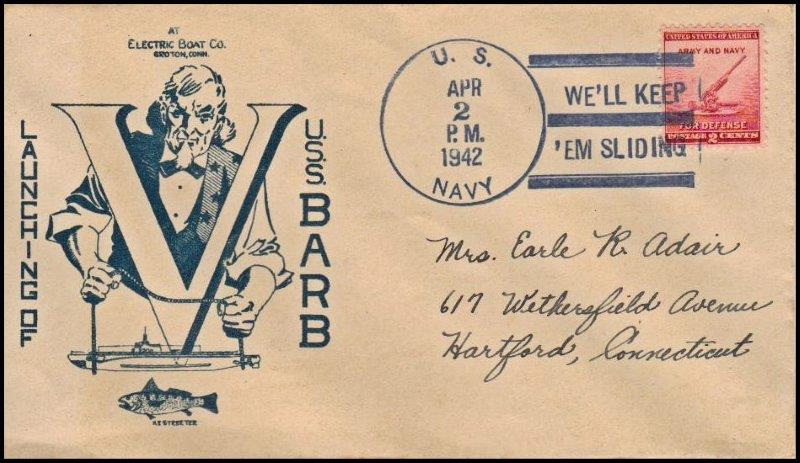 AT
ELECTRIC BOAT CO.
GROTON, CONN.
LAUNCHING OF
V
U.S.S. BARB
U. S.
APR
2
P.M.
1942
NAVY
WE'LL KEEP
'EM SLIDING
UNITED STATES OF AMERICA
ARMY AND NAVY
FOR DEFENSE
POSTAGE 2 CENTS
Mrs. Earle R. Adair
617 Wethersfield Avenue
Hartford, Connecticut